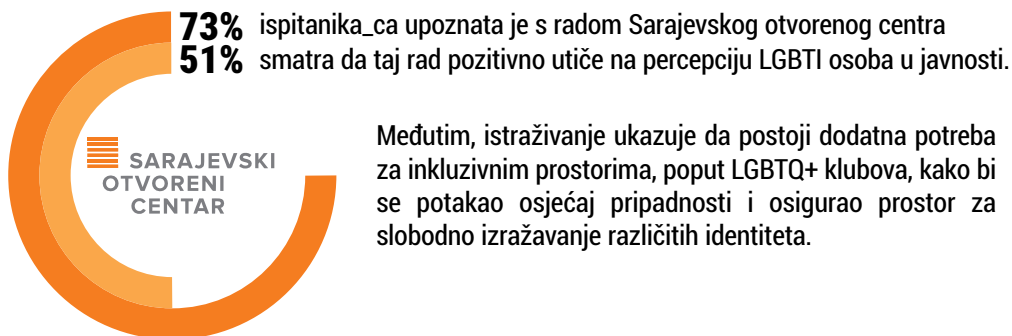 73% ispitanika_ca upoznata je s radom Sarajevskog otvorenog centra
51% smatra da taj rad pozitivno utiče na percepciju LGBTI osoba u javnosti.
SARAJEVSKI
OTVORENI
CENTAR
Međutim, istraživanje ukazuje da postoji dodatna potreba
za inkluzivnim prostorima, poput LGBTQ+ klubova, kako bi
se potakao osjećaj pripadnosti i osigurao prostor za
slobodno izražavanje različitih identiteta.